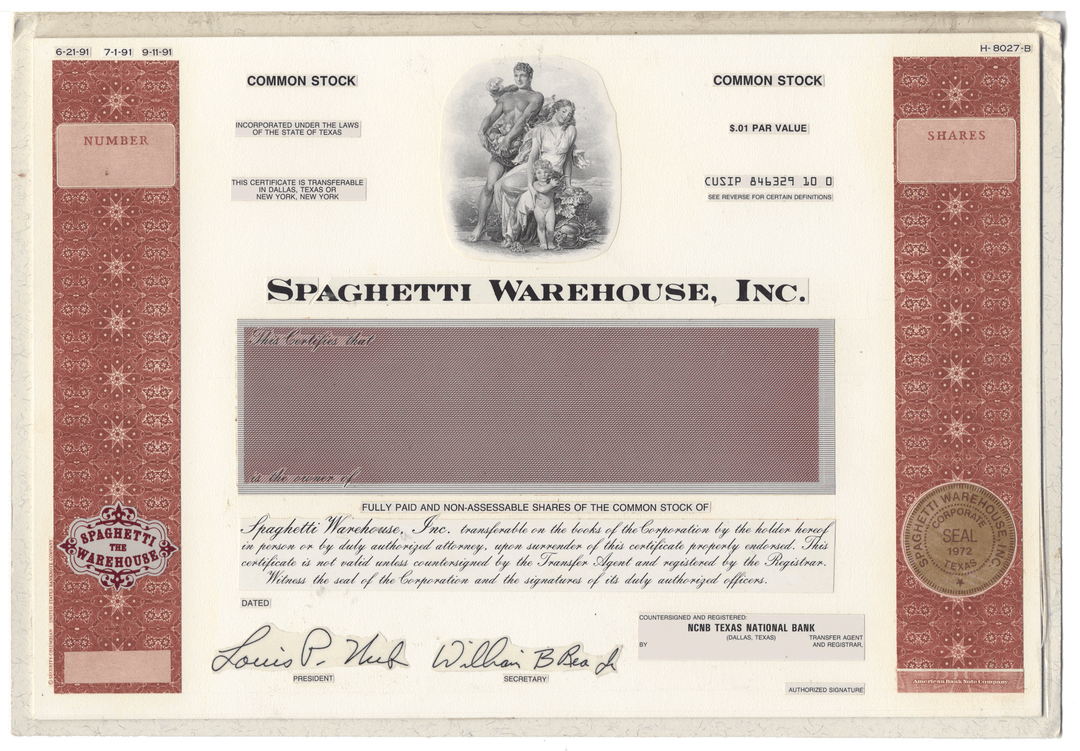 6-21-91 7-1-91 9-11-91
H-8027-B
COMMON STOCK
COMMON STOCK
NUMBER
INCORPORATED UNDER THE LAWS
OF THE STATE OF TEXAS
$.01 PAR VALUE
SHARES
THIS CERTIFICATE IS TRANSFERABLE
IN DALLAS, TEXAS OR
NEW YORK, NEW YORK
CUSIP 846329 10 0
SEE REVERSE FOR CERTAIN DEFINITIONS
SPAGHETTI WAREHOUSE, INC.
This Certifies that
is the owner of
FULLY PAID AND NON-ASSESSABLE SHARES OF THE COMMON STOCK OF
Spaghetti Warehouse, Inc. transferable on the books of the Corporation by the holder hereof
in person or by duly authorized attorney, upon surrender of this certificate properly endorsed. This
certificate is not valid unless countersigned by the Transfer Agent and registered by the Registrar.
Witness the seal of the Corporation and the signatures of its duly authorized officers.
SPAGHETTI
THE
WAREHOUSE
SPAGHETTI WAREHOUSE, INC.
CORPORATE
SEAL
1972
TEXAS
DATED
COUNTERSIGNED AND REGISTERED:
NCNB TEXAS NATIONAL BANK
(DALLAS, TEXAS)
TRANSFER AGENT
BY
AND REGISTRAR,
Louis P.
William B Rea Jr
PRESIDENT
SECRETARY
AUTHORIZED SIGNATURE
American Bank Note Company